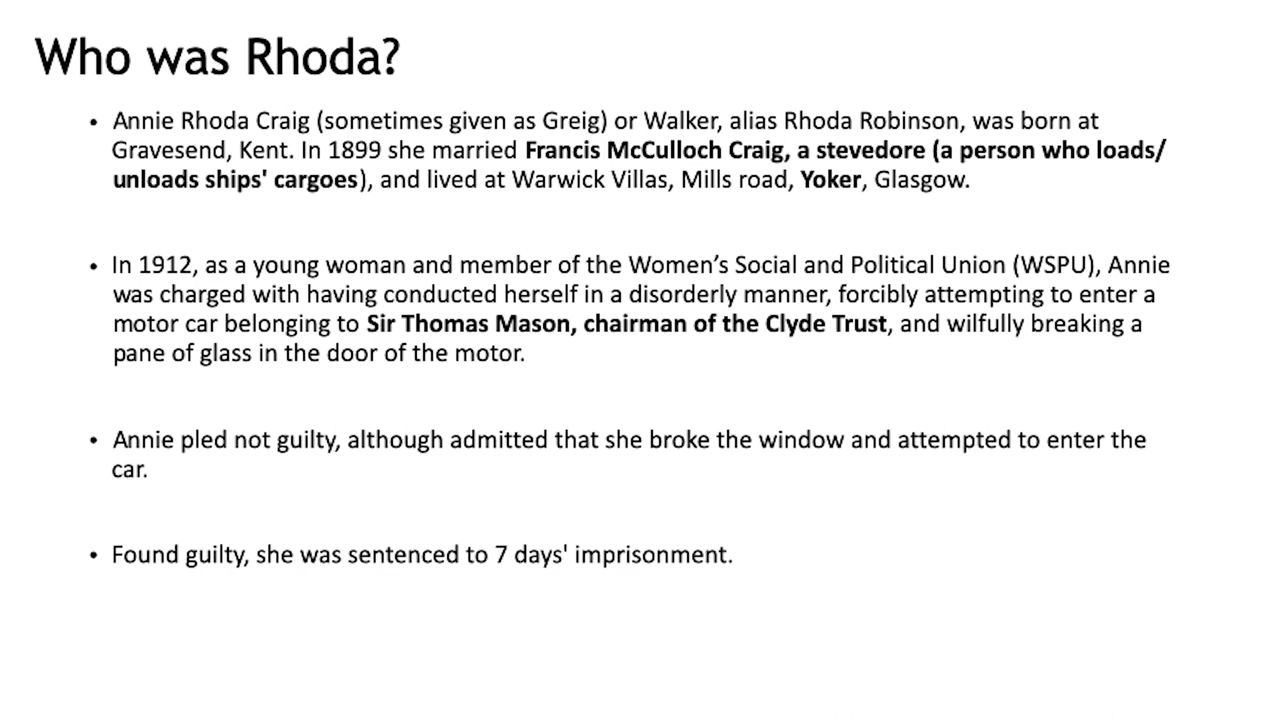 Who was Rhoda?
• Annie Rhoda Craig (sometimes given as Greig) or Walker, alias Rhoda Robinson, was born at
Gravesend, Kent. In 1899 she married Francis McCulloch Craig, a stevedore (a person who loads/
unloads ships' cargoes), and lived at Warwick Villas, Mills road, Yoker, Glasgow.
• In 1912, as a young woman and member of the Women’s Social and Political Union (WSPU), Annie
was charged with having conducted herself in a disorderly manner, forcibly attempting to enter a
motor car belonging to Sir Thomas Mason, chairman of the Clyde Trust, and wilfully breaking a
pane of glass in the door of the motor.
• Annie pled not guilty, although admitted that she broke the window and attempted to enter the
car.
• Found guilty, she was sentenced to 7 days' imprisonment.